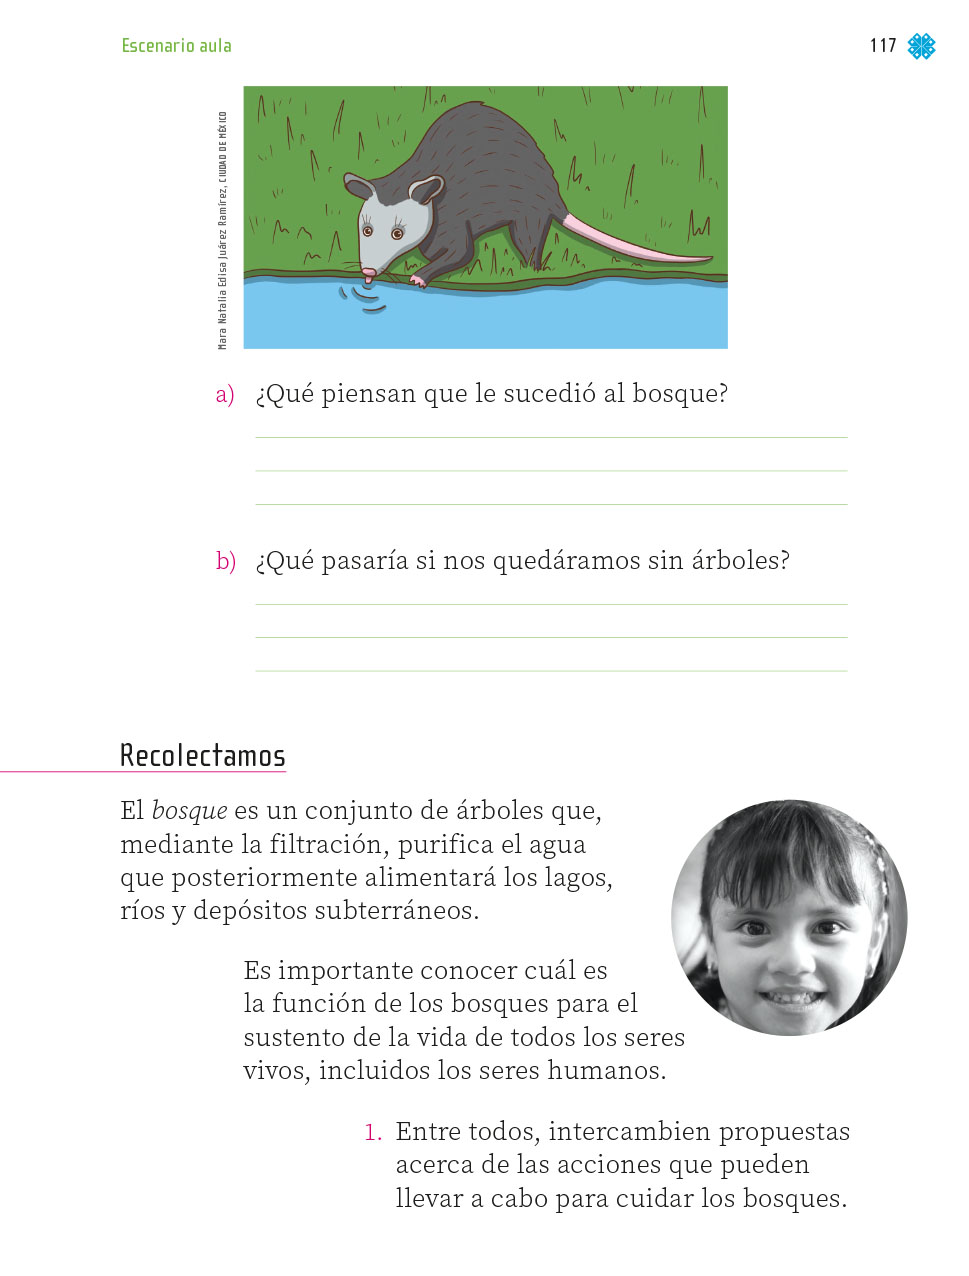 Escenario aula
117
Mara Natalia Edisa Juárez Ramírez, CIUDAD DE MÉXICO
a) ¿Qué piensan que le sucedió al bosque?
b) ¿Qué pasaría si nos quedáramos sin árboles?
Recolectamos
El bosque es un conjunto de árboles que,
mediante la filtración, purifica el agua
que posteriormente alimentará los lagos,
ríos y depósitos subterráneos.
Es importante conocer cuál es
la función de los bosques para el
sustento de la vida de todos los seres
vivos, incluidos los seres humanos.
1. Entre todos, intercambien propuestas
acerca de las acciones que pueden
llevar a cabo para cuidar los bosques.